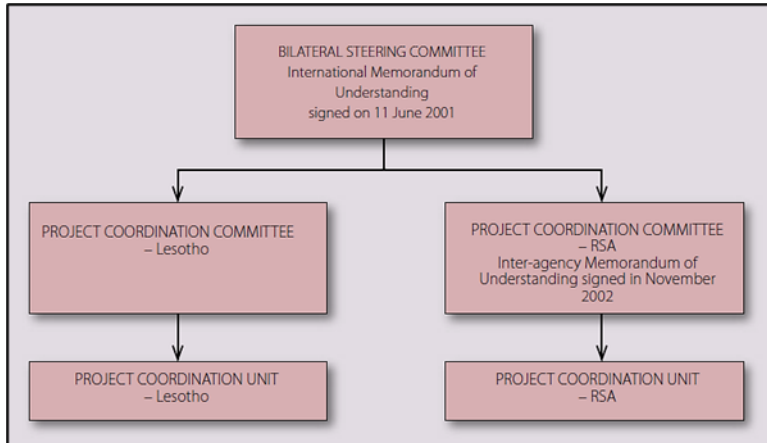 BILATERAL STEERING COMMITTEE
International Memorandum of
Understanding
signed on 11 June 2001
PROJECT COORDINATION COMMITTEE
– Lesotho
PROJECT COORDINATION COMMITTEE
– RSA
Inter-agency Memorandum of
Understanding signed in November
2002
PROJECT COORDINATION UNIT
– Lesotho
PROJECT COORDINATION UNIT
– RSA